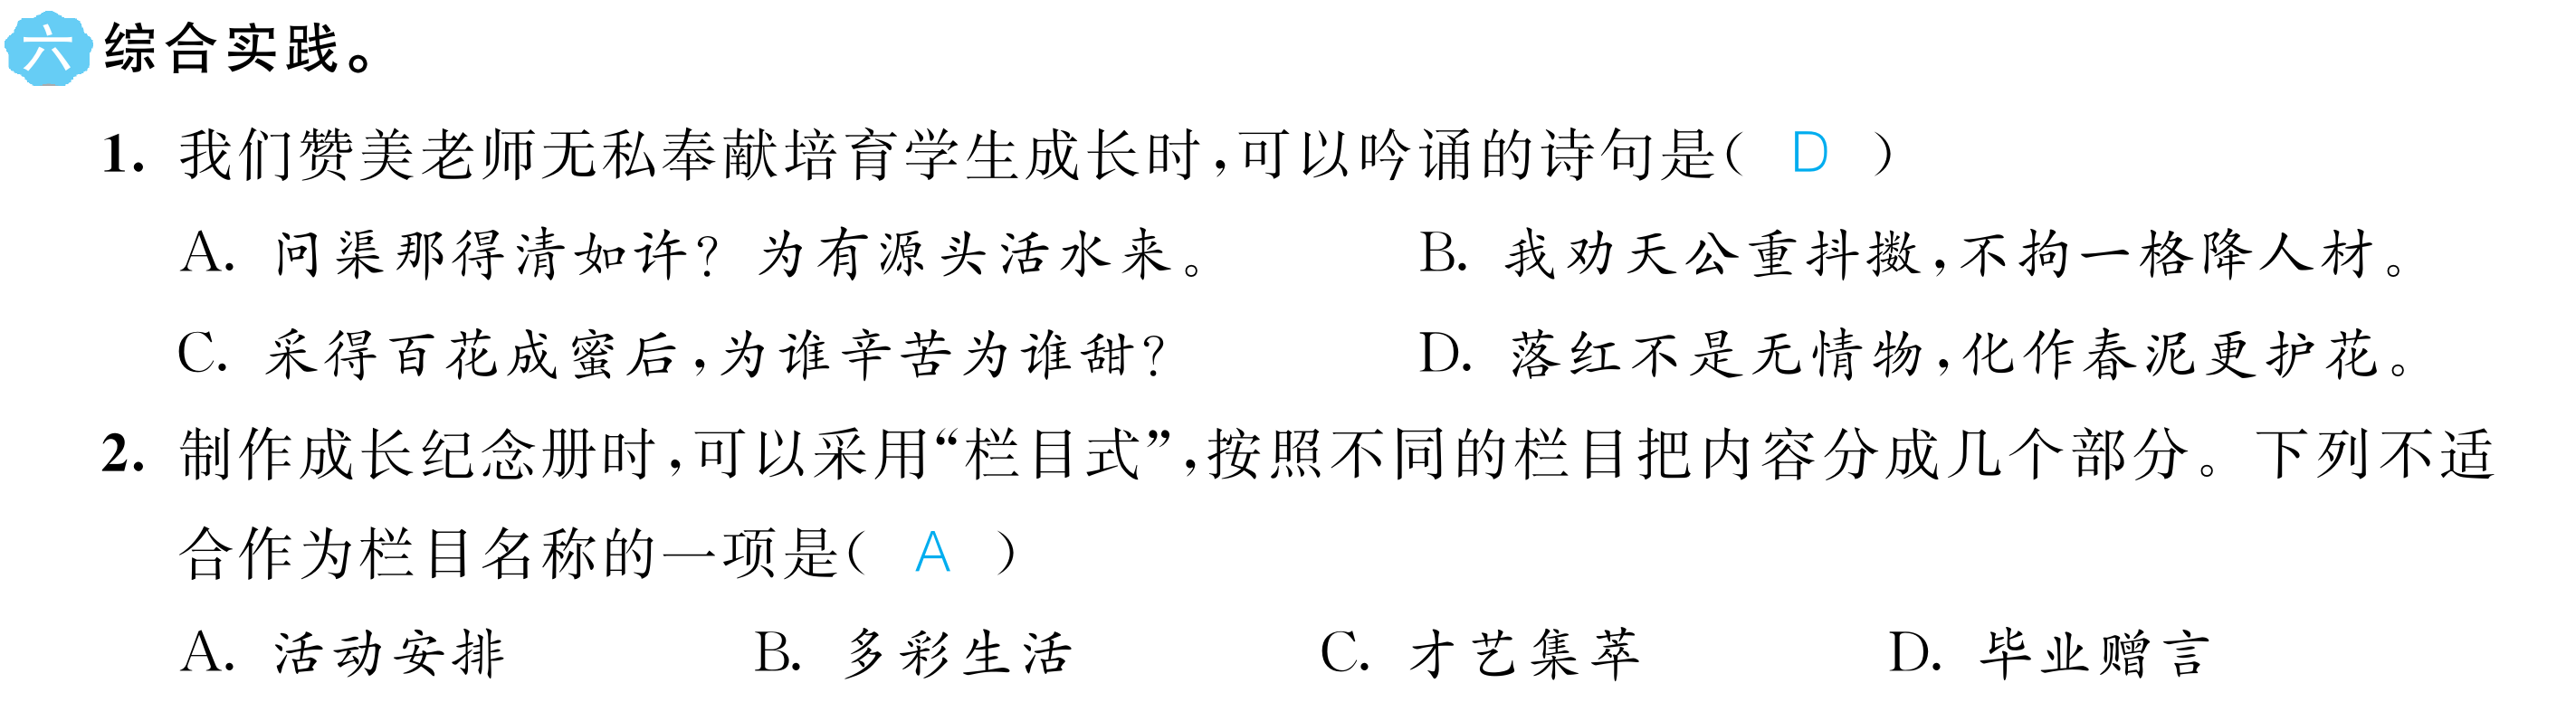 六 综合实践。
1. 我们赞美老师无私奉献培育学生成长时,可以吟诵的诗句是( D )
A. 问渠那得清如许? 为有源头活水来。 B. 我劝天公重抖擞,不拘一格降人材。
C. 采得百花成蜜后,为谁辛苦为谁甜? D. 落红不是无情物,化作春泥更护花。
2. 制作成长纪念册时,可以采用“栏目式”,按照不同的栏目把内容分成几个部分。下列不适
合作为栏目名称的一项是( A )
A. 活动安排 B. 多彩生活 C. 才艺集萃 D. 毕业赠言